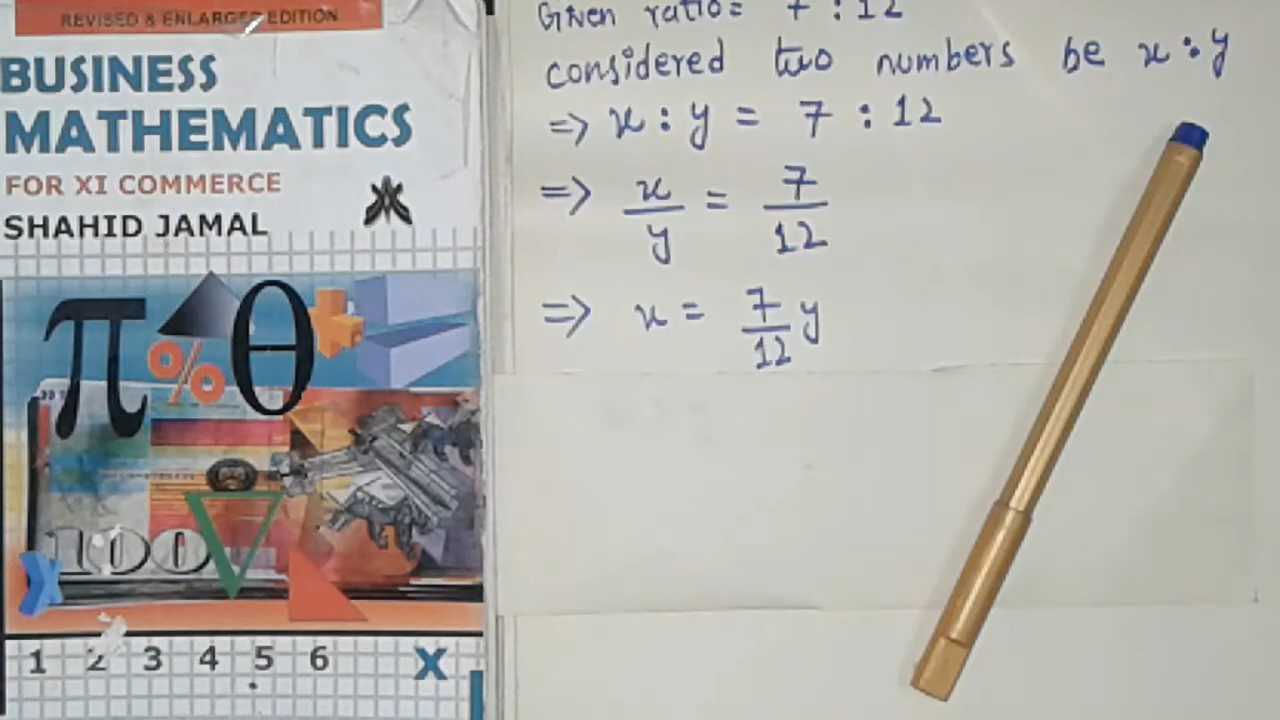 REVISED & ENLARGED EDITION
BUSINESS
MATHEMATICS
FOR XI COMMERCE
SHAHID JAMAL
π % θ
100
1 2 3 4 5 6 X
Given ratio = 7 : 12
considered two numbers be x : y
=> x : y = 7 : 12
=> x/y = 7/12
=> x = 7/12 y